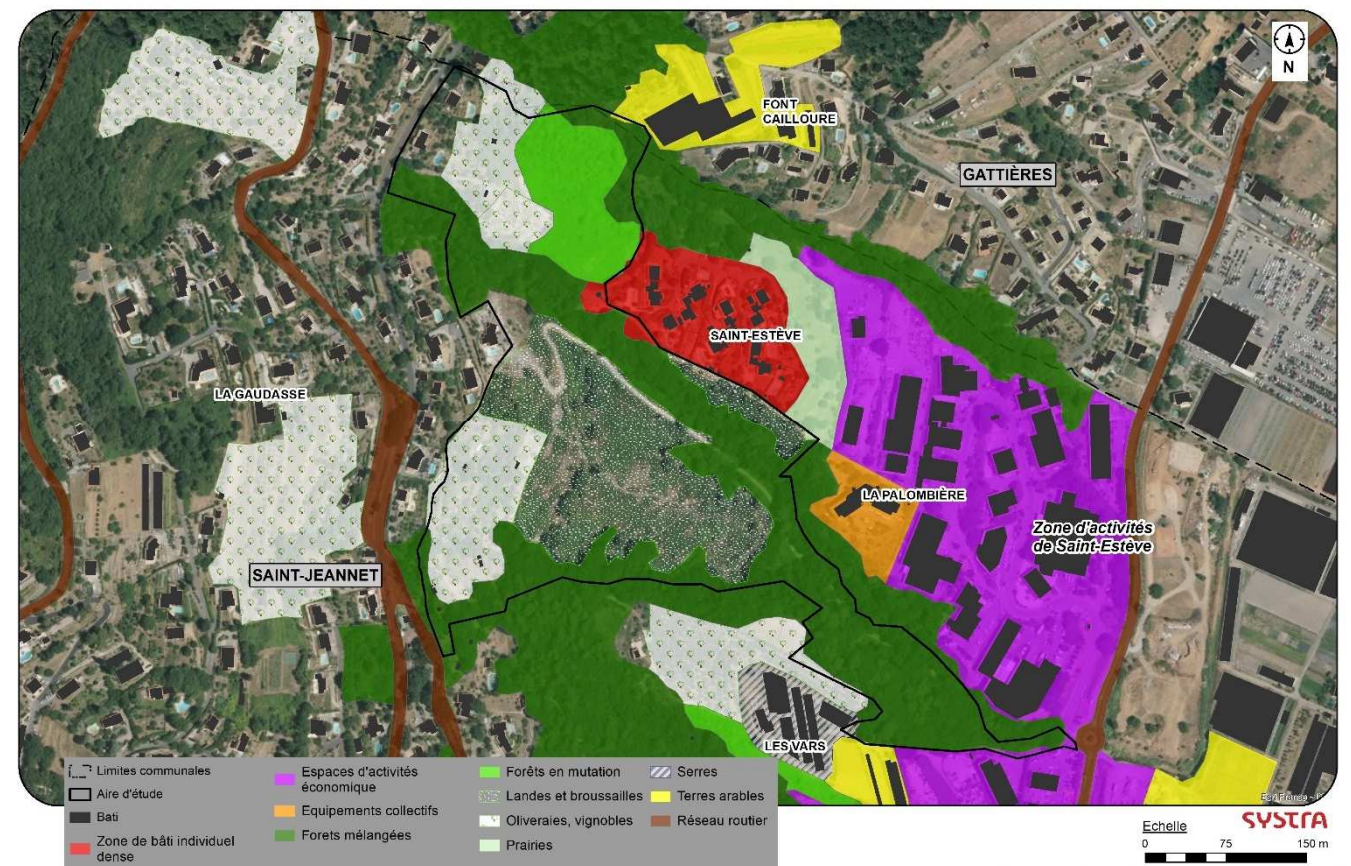 N
FONT
CAILLOURE
GATTIÈRES
SAINT-ESTÈVE
LA GAUDASSE
LA PALOMBIÈRE
Zone d'activités
de Saint-Estève
SAINT-JEANNET
LES VARS
Limites communales
Aire d'étude
Bati
Zone de bâti individuel
dense
Espaces d'activités
économique
Equipements collectifs
Forets mélangées
Forêts en mutation
Landes et broussailles
Oliveraies, vignobles
Prairies
Serres
Terres arables
Réseau routier
Echelle
0 75 150 m
SYSTRA